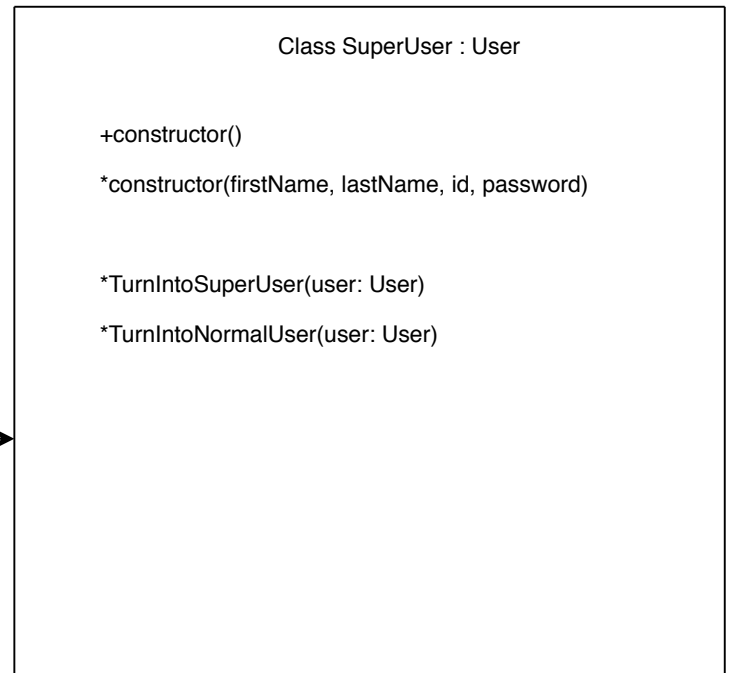 Class SuperUser : User
+constructor()
*constructor(firstName, lastName, id, password)
*TurnIntoSuperUser(user: User)
*TurnIntoNormalUser(user: User)